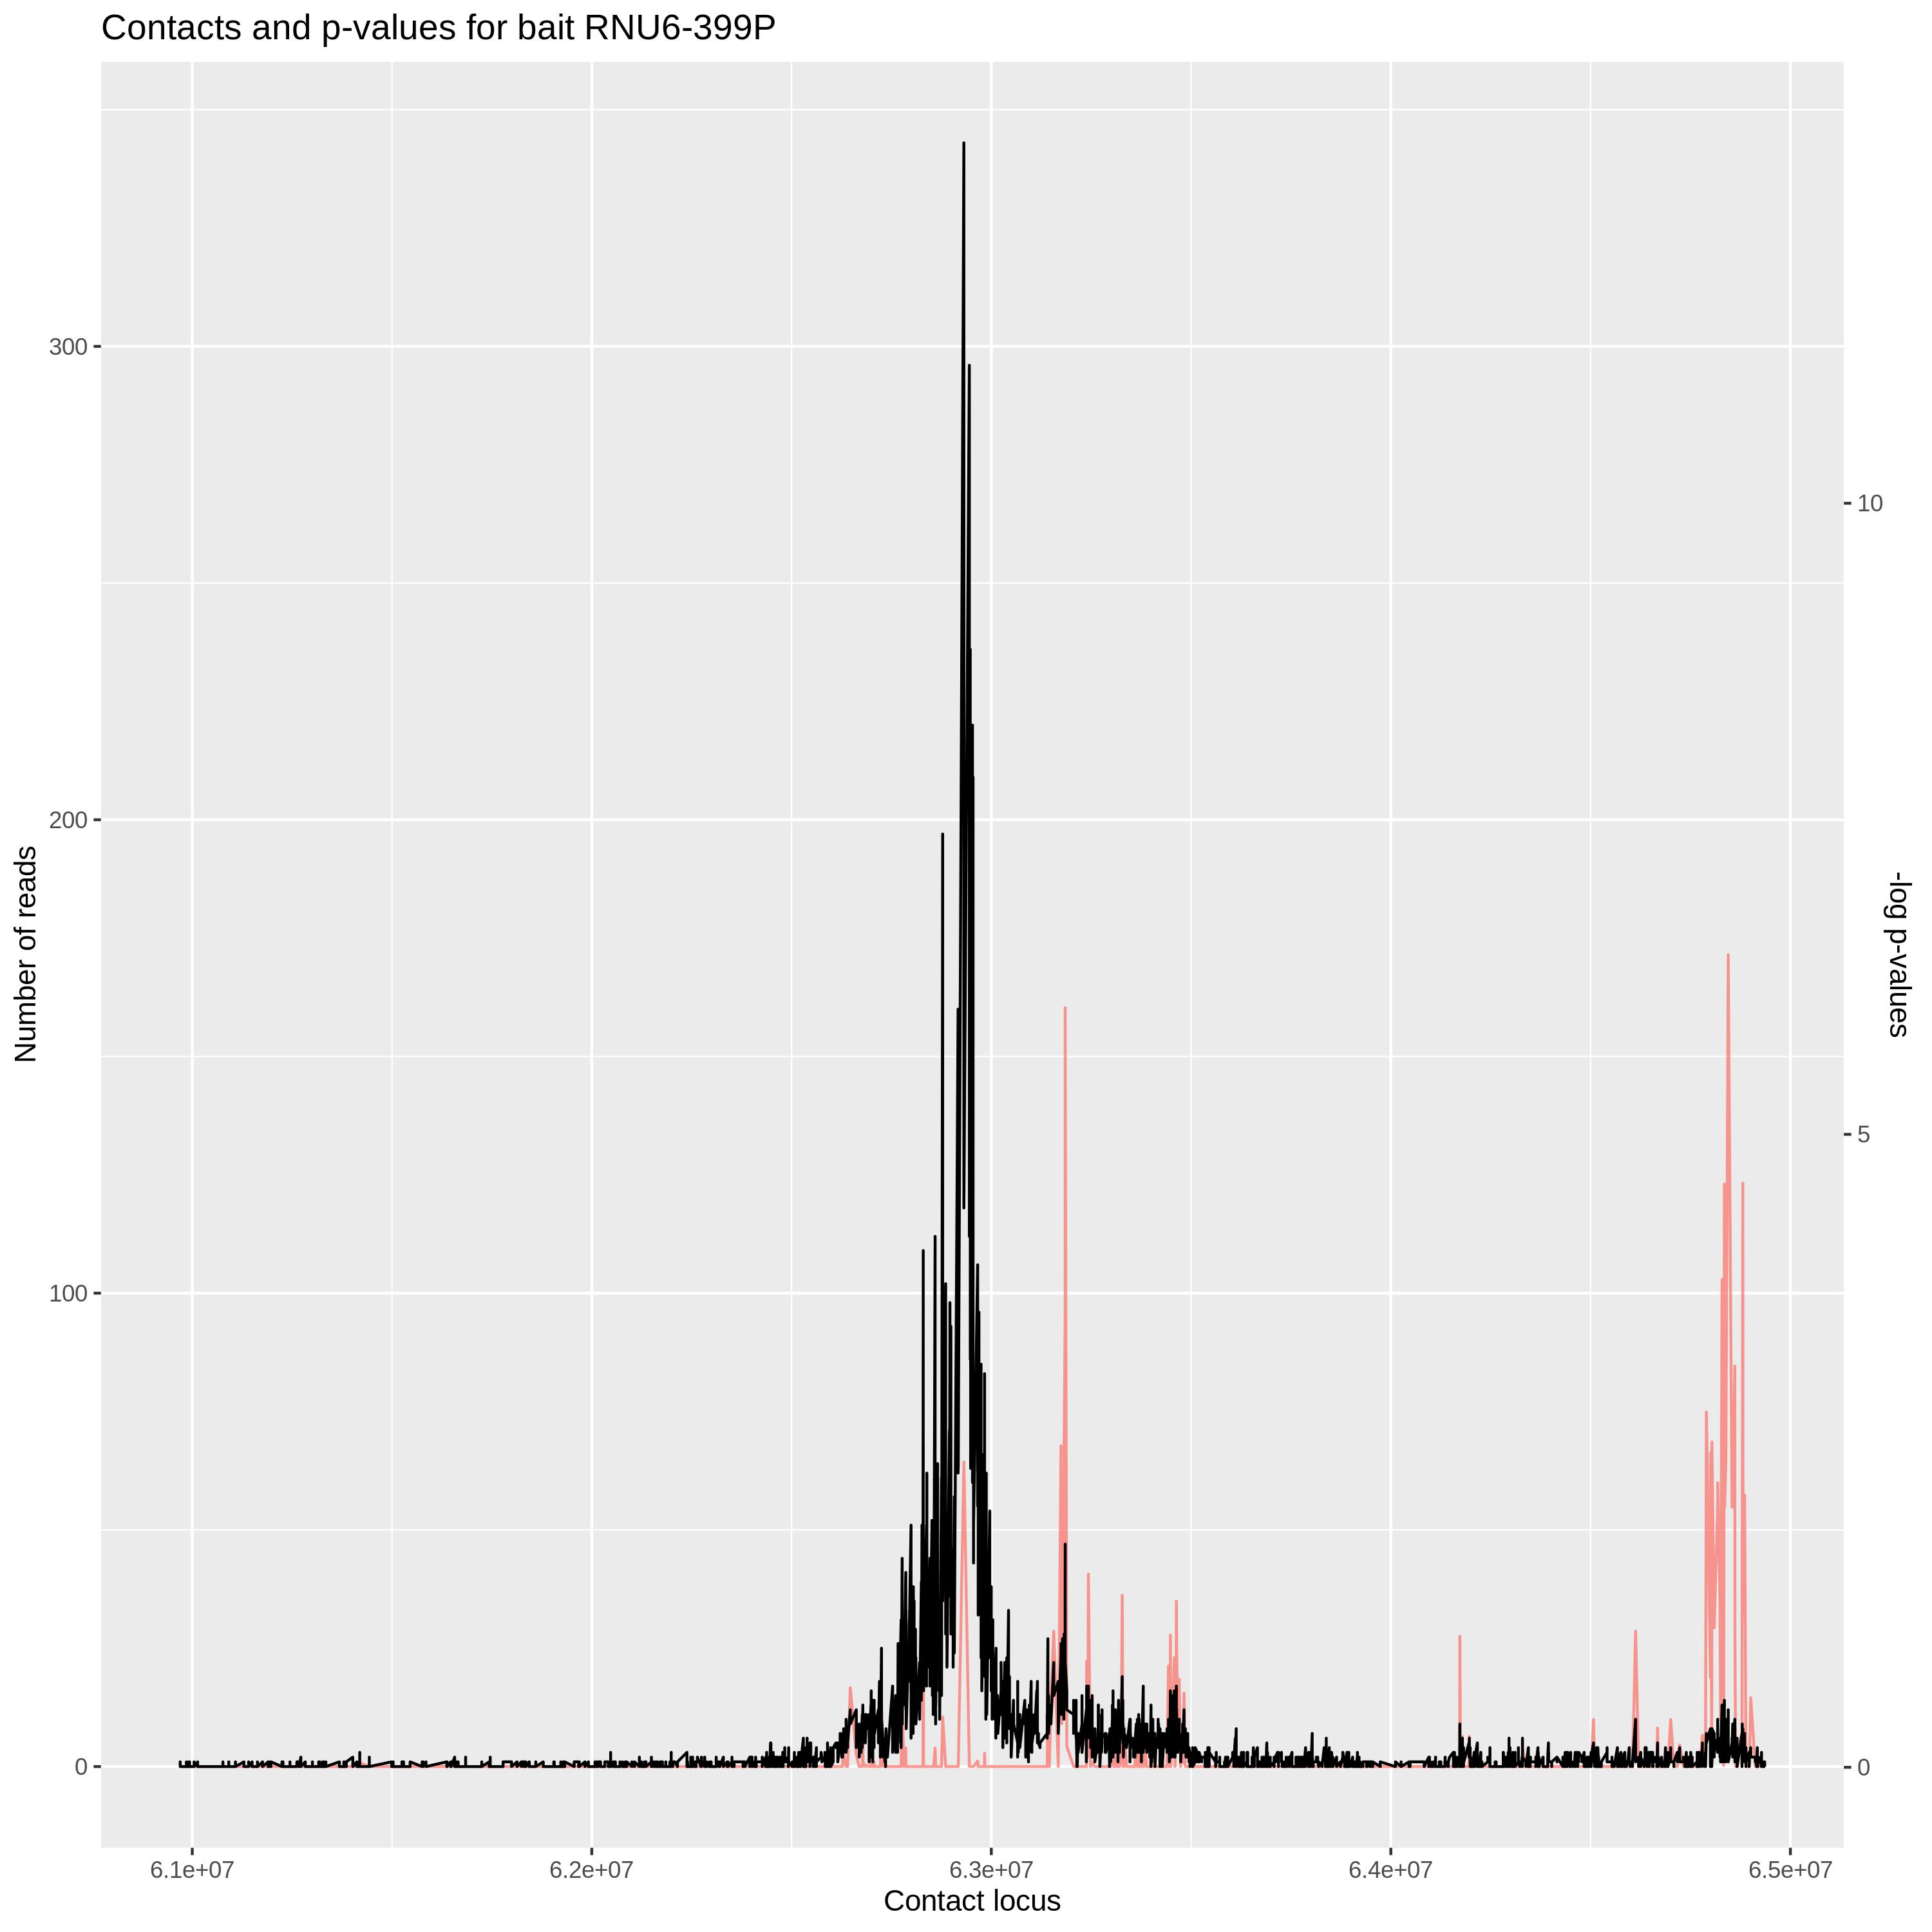 Contacts and p-values for bait RNU6-399P
300
200
100
0
Number of reads
10
5
0
-log p-values
6.1e+07
6.2e+07
6.3e+07
6.4e+07
6.5e+07
Contact locus